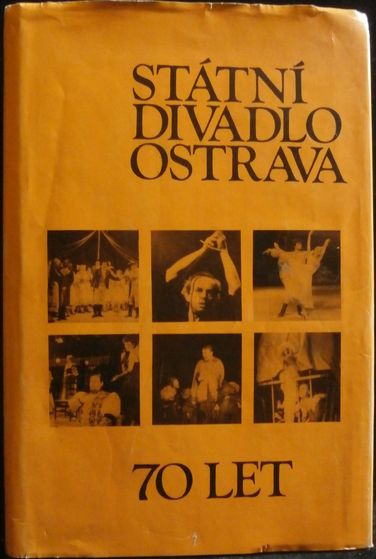 STÁTNÍ
DIVADLO
OSTRAVA
70 LET